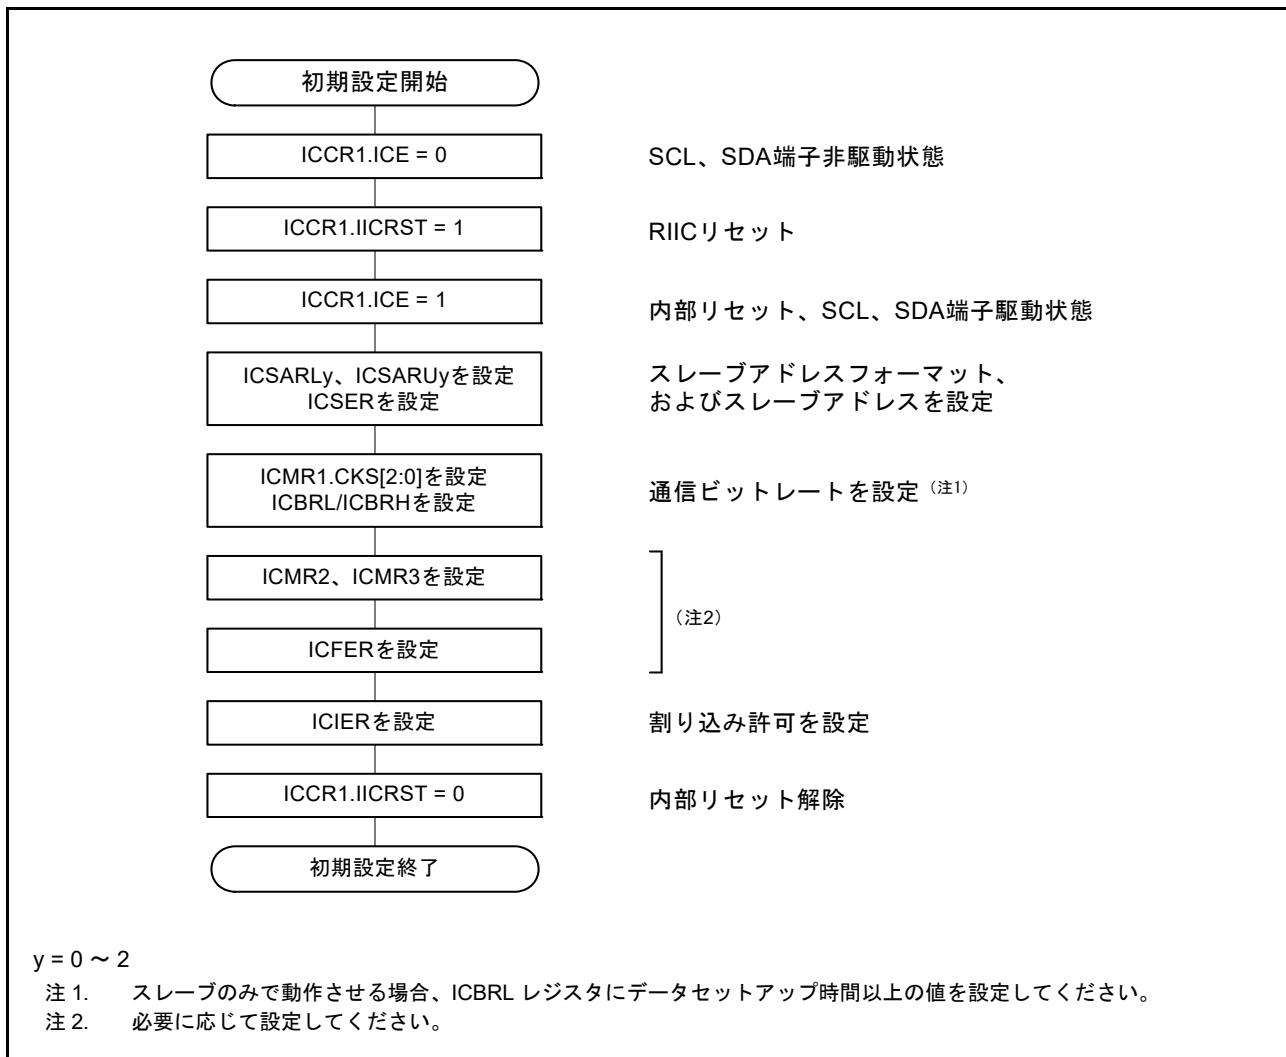 初期設定開始
ICCR1.ICE = 0
SCL、SDA端子非駆動状態
ICCR1.IICRST = 1
RIICリセット
ICCR1.ICE = 1
内部リセット、SCL、SDA端子駆動状態
ICSARLy、ICSARUyを設定
ICSERを設定
スレーブアドレスフォーマット、
およびスレーブアドレスを設定
ICMR1.CKS[2:0]を設定
ICBRL/ICBRHを設定
通信ビットレートを設定（注1）
ICMR2、ICMR3を設定
ICFERを設定
（注2）
ICIERを設定
割り込み許可を設定
ICCR1.IICRST = 0
内部リセット解除
初期設定終了
y = 0 ～ 2
注 1. スレーブのみで動作させる場合、ICBRL レジスタにデータセットアップ時間以上の値を設定してください。
注 2. 必要に応じて設定してください。